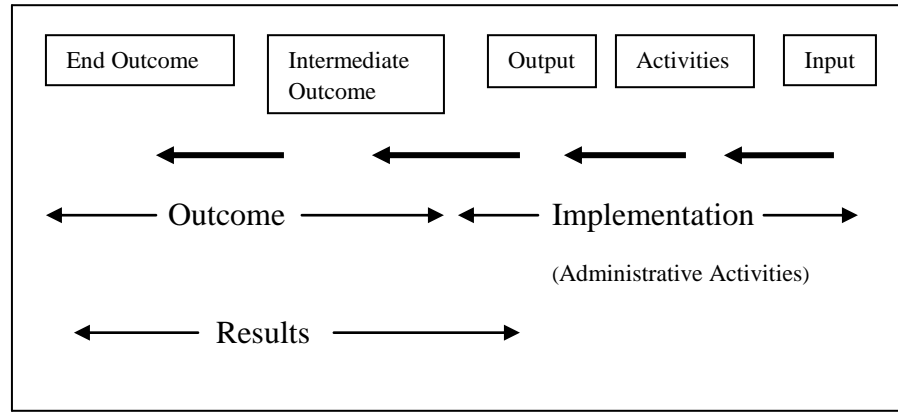 End Outcome
Intermediate
Outcome
Output
Activities
Input
Outcome
Implementation
(Administrative Activities)
Results